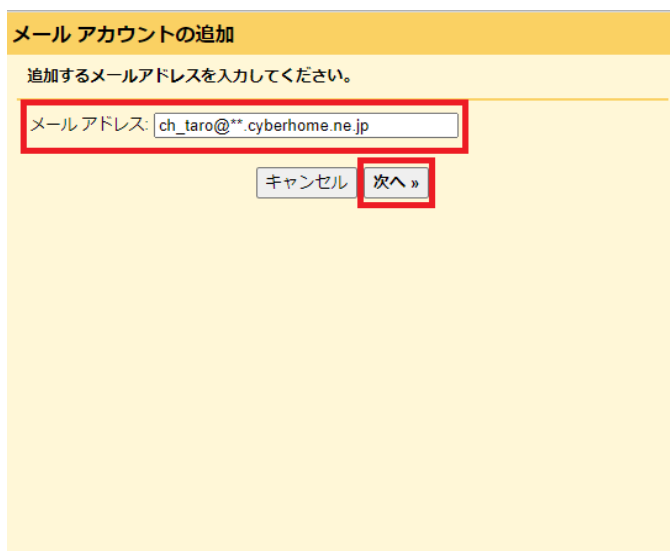 メール アカウントの追加
追加するメールアドレスを入力してください。
メール アドレス: ch_taro@**.cyberhome.ne.jp
キャンセル 次へ »